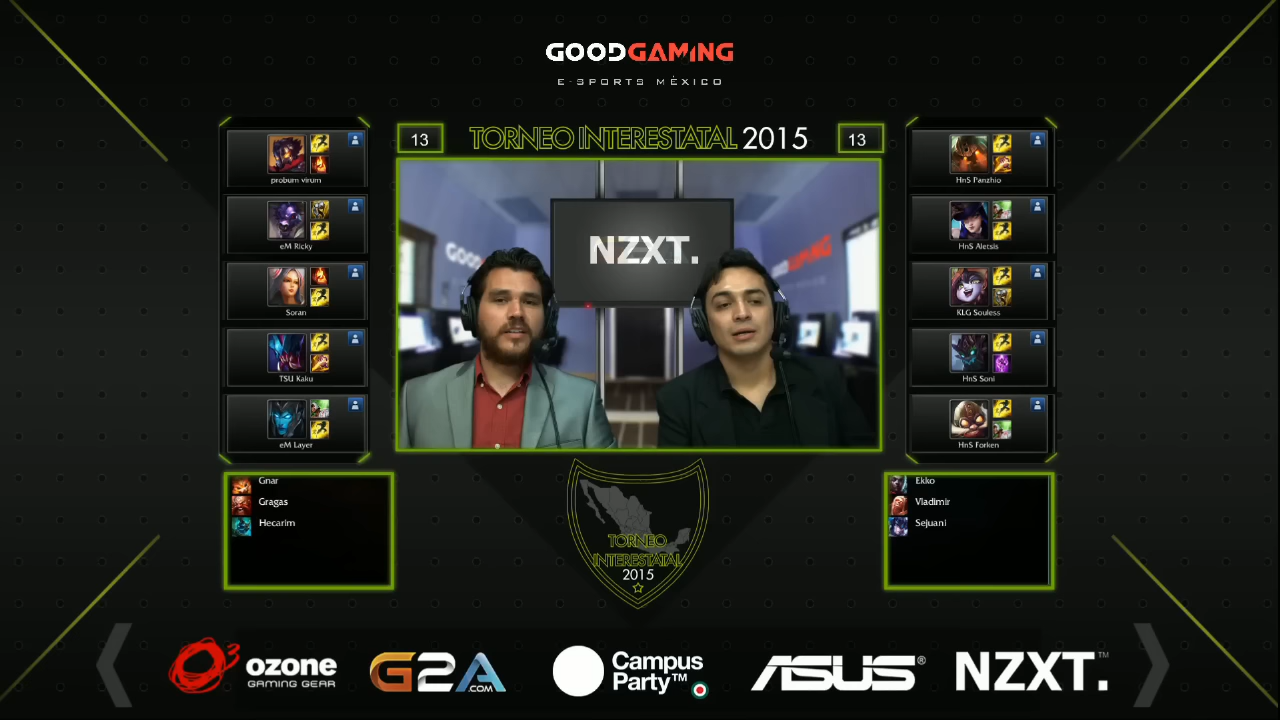 GOODGAMING
E-SPORTS MÉXICO
13
TORNEO INTERESTATAL 2015
13
probum virum
eM Ricky
Soran
TSU Kaku
eM Layer
GOOD
NZXT.
GAMING
HnS Panzhio
HnS Aletsis
KLG Souless
HnS Soni
HnS Forken
Gnar
Gragas
Hecarim
TORNEO
INTERESTATAL
2015
Ekko
Vladimir
Sejuani
ozone
GAMING GEAR
G2A
.COM
Campus
Party™
ASUS®
NZXT.™